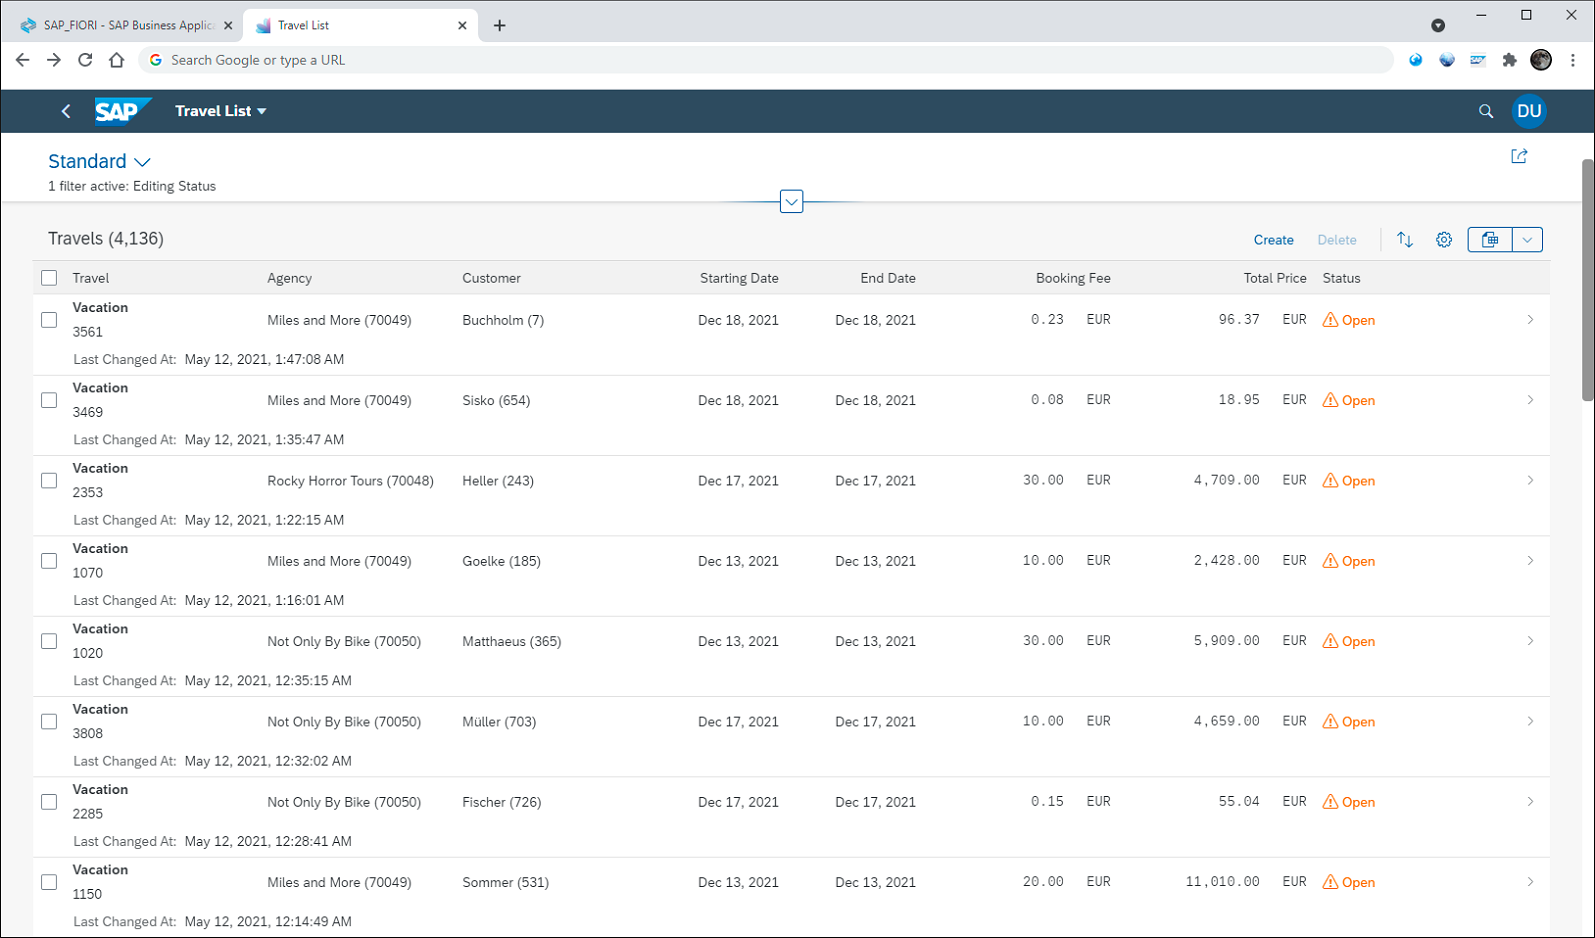 SAP_FIORI - SAP Business Applic
Travel List
Search Google or type a URL
SAP
SAP Travel List
DU
Standard
1 filter active: Editing Status
Travels (4,136)
Create Delete
Travel Agency Customer Starting Date End Date Booking Fee Total Price Status
Vacation
3561 Miles and More (70049) Buchholm (7) Dec 18, 2021 Dec 18, 2021 0.23 EUR 96.37 EUR Open
Last Changed At: May 12, 2021, 1:47:08 AM
Vacation
3469 Miles and More (70049) Sisko (654) Dec 18, 2021 Dec 18, 2021 0.08 EUR 18.95 EUR Open
Last Changed At: May 12, 2021, 1:35:47 AM
Vacation
2353 Rocky Horror Tours (70048) Heller (243) Dec 17, 2021 Dec 17, 2021 30.00 EUR 4,709.00 EUR Open
Last Changed At: May 12, 2021, 1:22:15 AM
Vacation
1070 Miles and More (70049) Goelke (185) Dec 13, 2021 Dec 13, 2021 10.00 EUR 2,428.00 EUR Open
Last Changed At: May 12, 2021, 1:16:01 AM
Vacation
1020 Not Only By Bike (70050) Matthaeus (365) Dec 13, 2021 Dec 13, 2021 30.00 EUR 5,909.00 EUR Open
Last Changed At: May 12, 2021, 12:35:15 AM
Vacation
3808 Not Only By Bike (70050) Müller (703) Dec 17, 2021 Dec 17, 2021 10.00 EUR 4,659.00 EUR Open
Last Changed At: May 12, 2021, 12:32:02 AM
Vacation
2285 Not Only By Bike (70050) Fischer (726) Dec 17, 2021 Dec 17, 2021 0.15 EUR 55.04 EUR Open
Last Changed At: May 12, 2021, 12:28:41 AM
Vacation
1150 Miles and More (70049) Sommer (531) Dec 13, 2021 Dec 13, 2021 20.00 EUR 11,010.00 EUR Open
Last Changed At: May 12, 2021, 12:14:49 AM